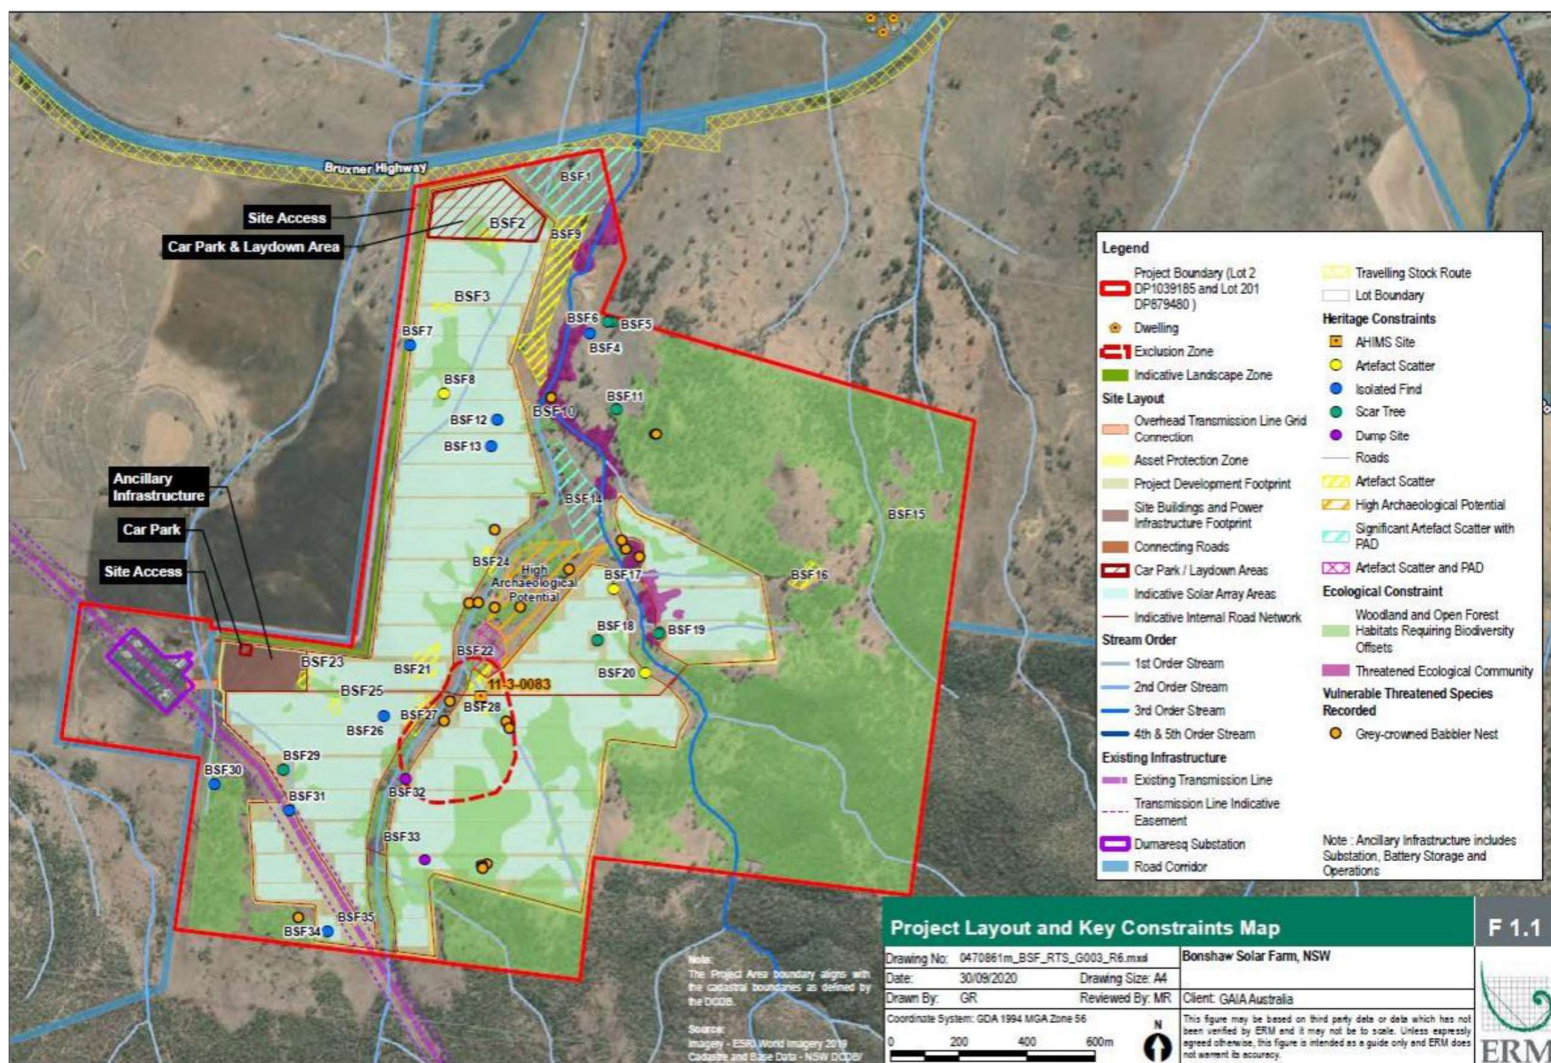 Bruxner Highway
Site Access
Car Park & Laydown Area
BSF1
BSF2
BSF9
BSF3
BSF6
BSF5
BSF7
BSF4
BSF8
BSF10
BSF11
BSF12
BSF13
Ancillary
Infrastructure
Car Park
Site Access
BSF14
BSF15
BSF24
High
Archaeological
Potential
BSF17
BSF16
BSF18
BSF19
BSF22
BSF23
BSF21
BSF20
11-3-0083
BSF25
BSF28
BSF27
BSF26
BSF29
BSF30
BSF31
BSF32
BSF33
BSF35
BSF34
Legend
Project Boundary (Lot 2
DP1039185 and Lot 201
DP879480 )
Dwelling
Exclusion Zone
Indicative Landscape Zone
Site Layout
Overhead Transmission Line Grid
Connection
Asset Protection Zone
Project Development Footprint
Site Buildings and Power
Infrastructure Footprint
Connecting Roads
Car Park / Laydown Areas
Indicative Solar Array Areas
Indicative Internal Road Network
Stream Order
1st Order Stream
2nd Order Stream
3rd Order Stream
4th & 5th Order Stream
Existing Infrastructure
Existing Transmission Line
Transmission Line Indicative
Easement
Dumaresq Substation
Road Corridor
Travelling Stock Route
Lot Boundary
Heritage Constraints
AHIMS Site
Artefact Scatter
Isolated Find
Scar Tree
Dump Site
Roads
Artefact Scatter
High Archaeological Potential
Significant Artefact Scatter with
PAD
Artefact Scatter and PAD
Ecological Constraint
Woodland and Open Forest
Habitats Requiring Biodiversity
Offsets
Threatened Ecological Community
Vulnerable Threatened Species
Recorded
Grey-crowned Babbler Nest
Note : Ancillary Infrastructure includes
Substation, Battery Storage and
Operations
Note:
The Project Area boundary aligns with
the cadastral boundaries as defined by
the DCDB.
Source:
Imagery - ESRI World Imagery 2019
Cadastre and Base Data - NSW DCDB/
Project Layout and Key Constraints Map
F 1.1
Drawing No: 0470861m_BSF_RTS_G003_R6.mxd
Bonshaw Solar Farm, NSW
Date: 30/09/2020 Drawing Size: A4
Drawn By: GR Reviewed By: MR
Client: GAIA Australia
Coordinate System: GDA 1994 MGA Zone 56
N
0 200 400 600m
This figure may be based on third party data or data which has not
been verified by ERM and it may not be to scale. Unless expressly
agreed otherwise, this figure is intended as a guide only and ERM does
not warrant its accuracy.
ERM